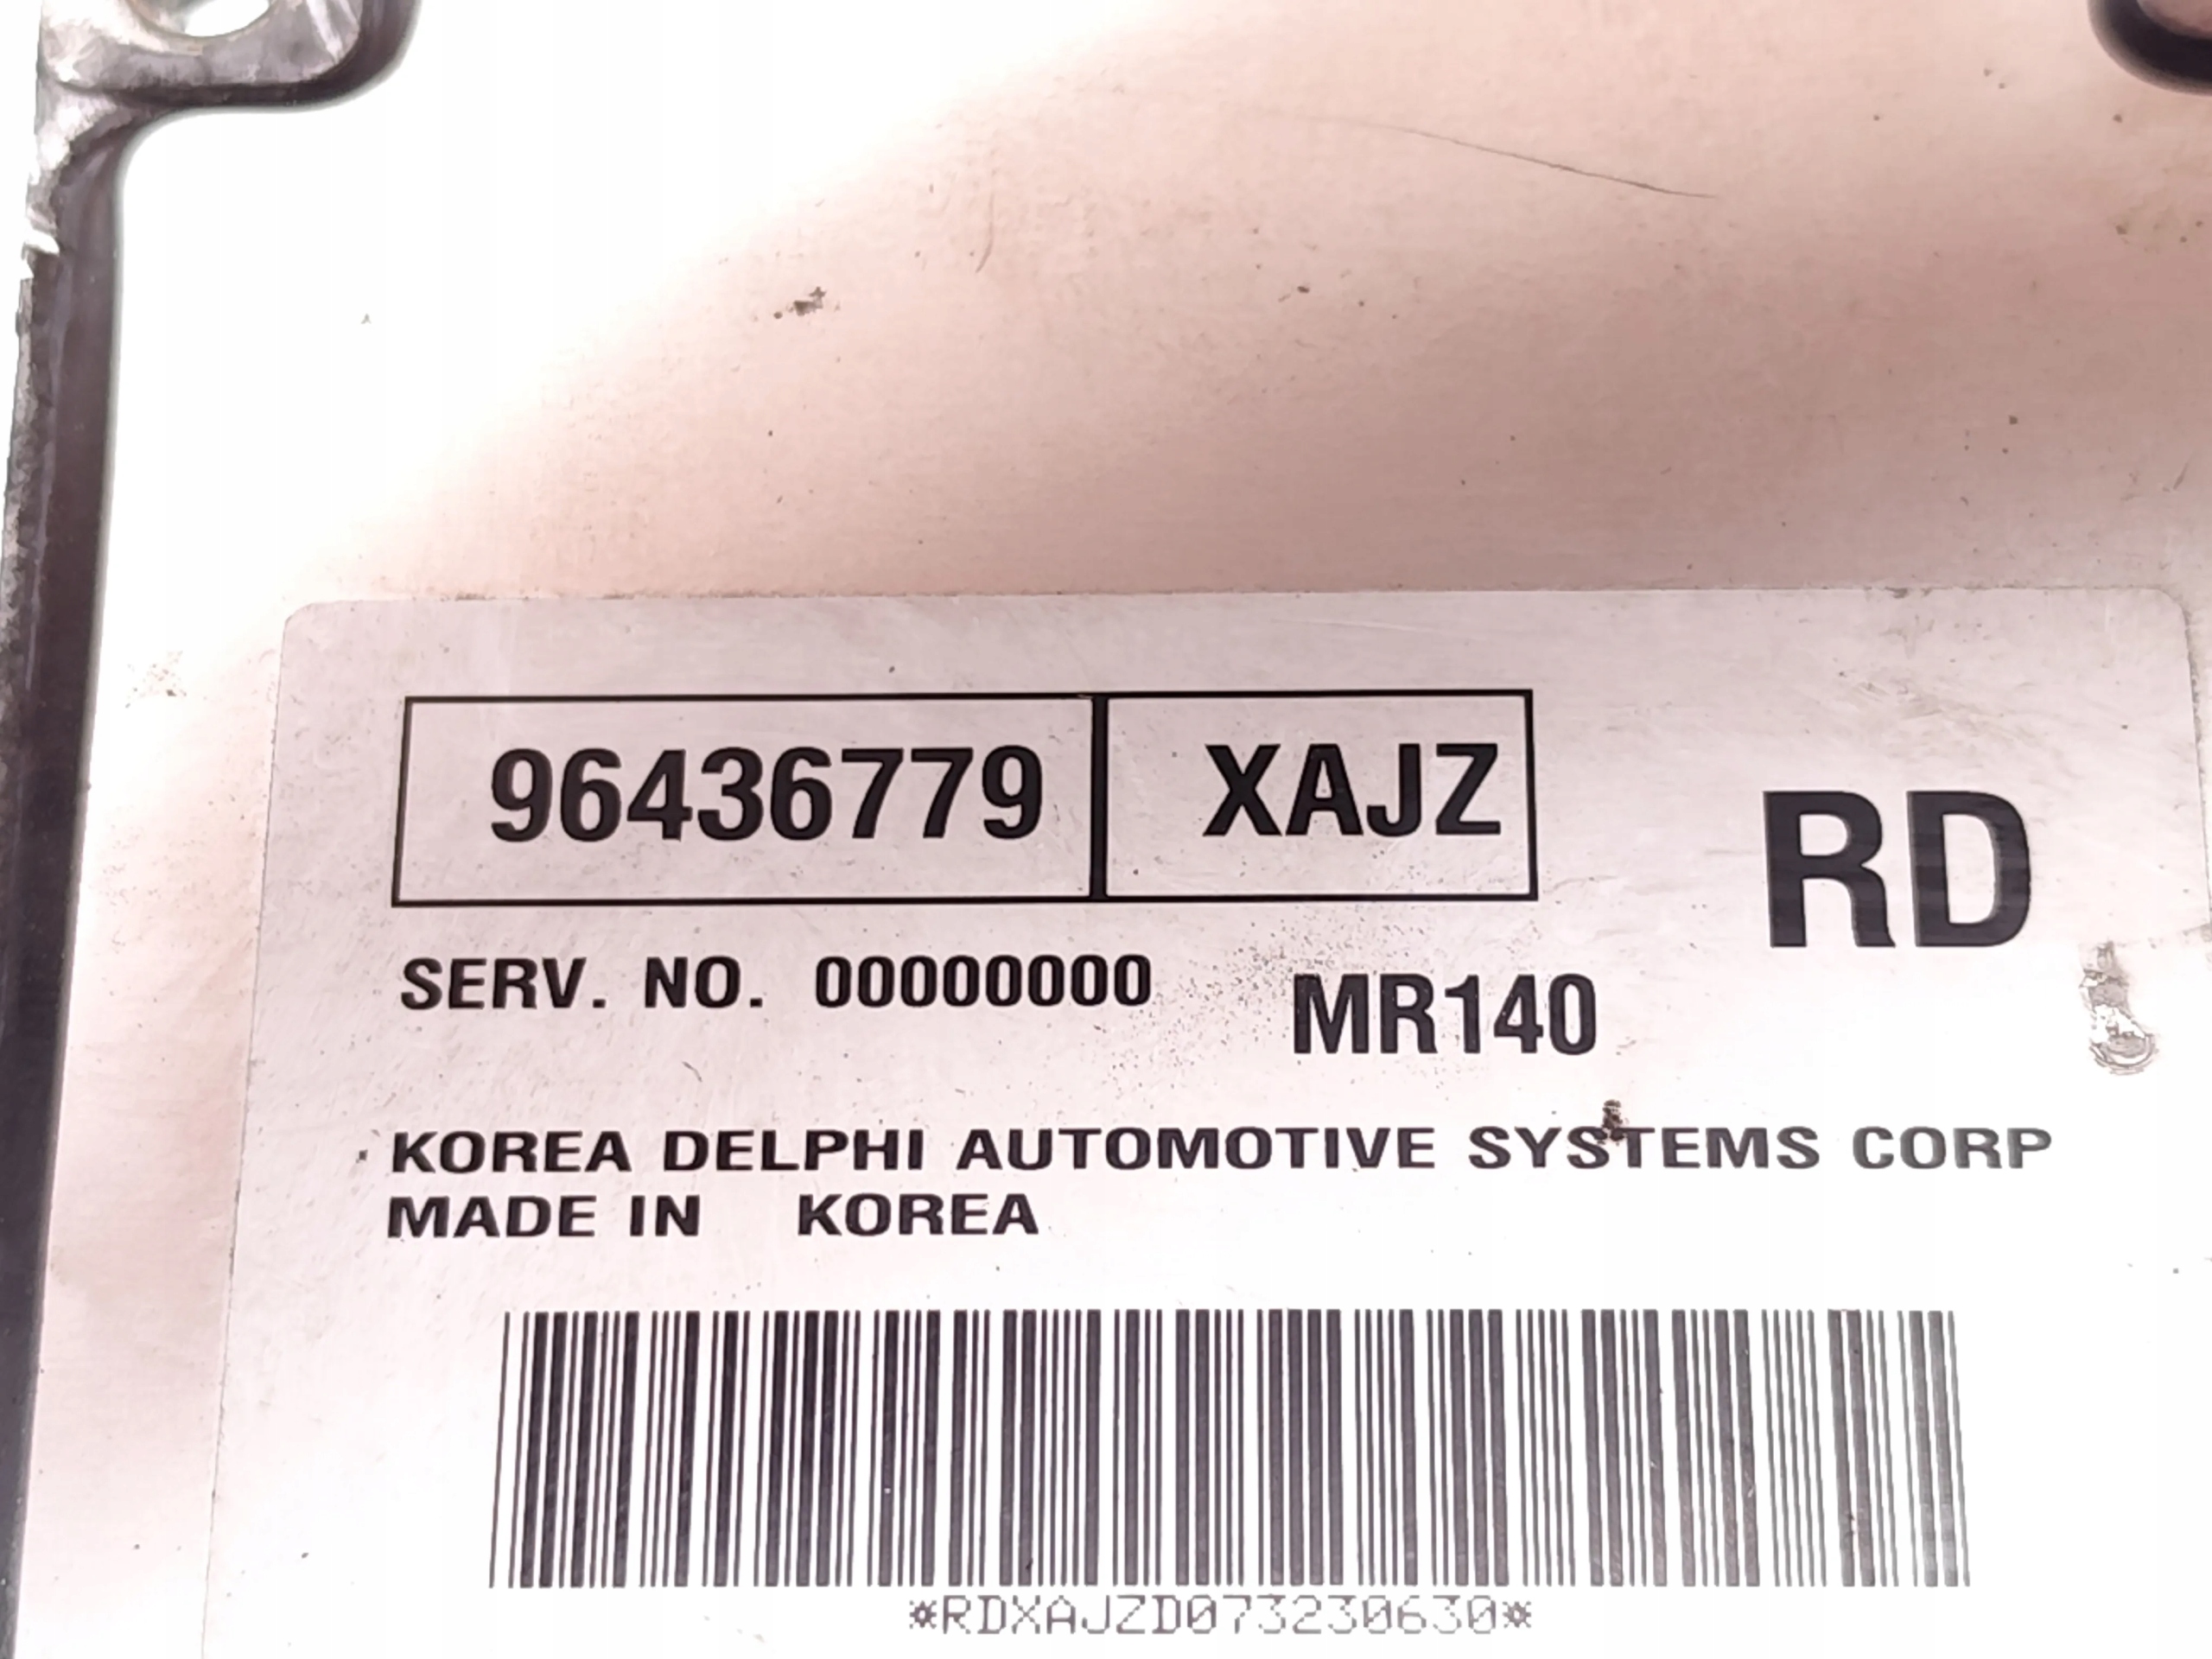 96436779 XAJZ
RD
SERV. NO. 00000000 MR140
KOREA DELPHI AUTOMOTIVE SYSTEMS CORP
MADE IN KOREA
*RDXAJZD073230630*